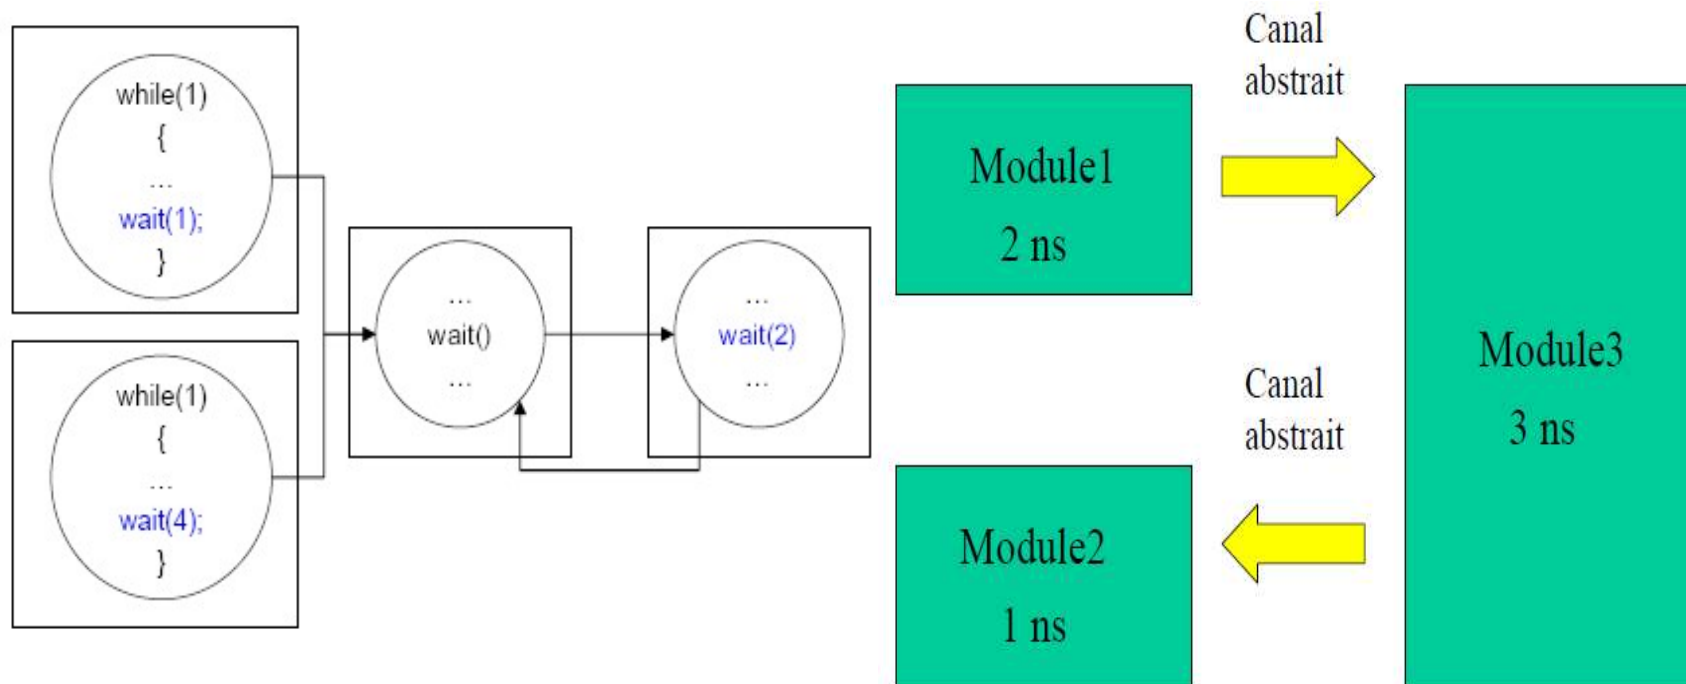 while(1)
{
...
wait(1);
}
while(1)
{
...
wait(4);
}
...
wait()
...
...
wait(2)
...
Module1
2 ns
Canal
abstrait
Module3
3 ns
Canal
abstrait
Module2
1 ns